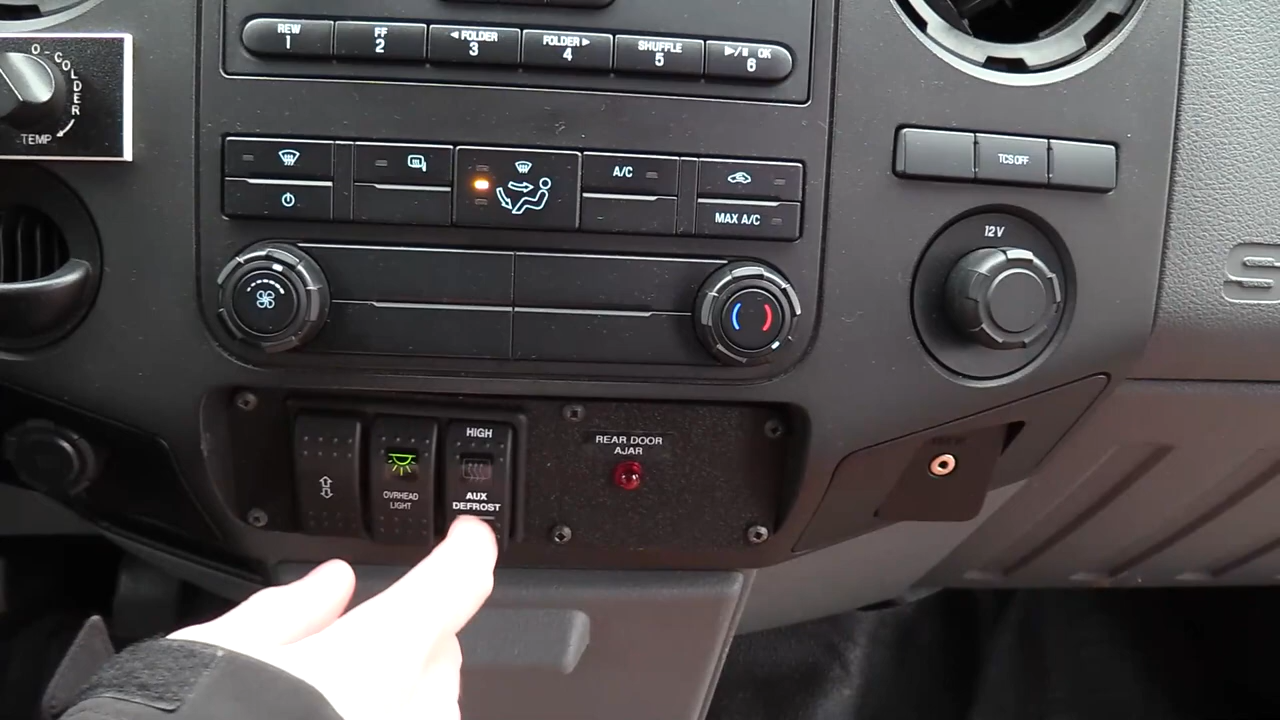 REW
1
FF
2
◄ FOLDER
3
FOLDER ►
4
SHUFFLE
5
►/II OK
6
O-COLDER
TEMP
A/C
MAX A/C
TCS OFF
12V
S
HIGH
AUX
DEFROST
OVRHEAD
LIGHT
REAR DOOR
AJAR